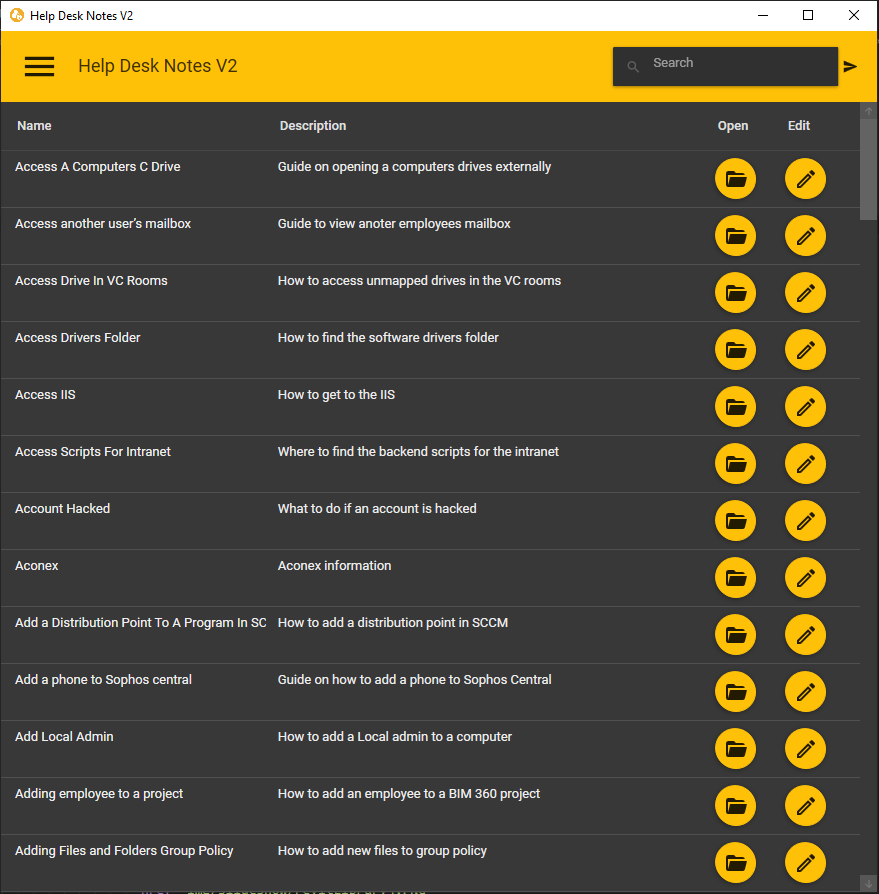 Help Desk Notes V2
Help Desk Notes V2
Search
Name Description Open Edit
Access A Computers C Drive Guide on opening a computers drives externally
Access another user’s mailbox Guide to view anoter employees mailbox
Access Drive In VC Rooms How to access unmapped drives in the VC rooms
Access Drivers Folder How to find the software drivers folder
Access IIS How to get to the IIS
Access Scripts For Intranet Where to find the backend scripts for the intranet
Account Hacked What to do if an account is hacked
Aconex Aconex information
Add a Distribution Point To A Program In SC How to add a distribution point in SCCM
Add a phone to Sophos central Guide on how to add a phone to Sophos Central
Add Local Admin How to add a Local admin to a computer
Adding employee to a project How to add an employee to a BIM 360 project
Adding Files and Folders Group Policy How to add new files to group policy